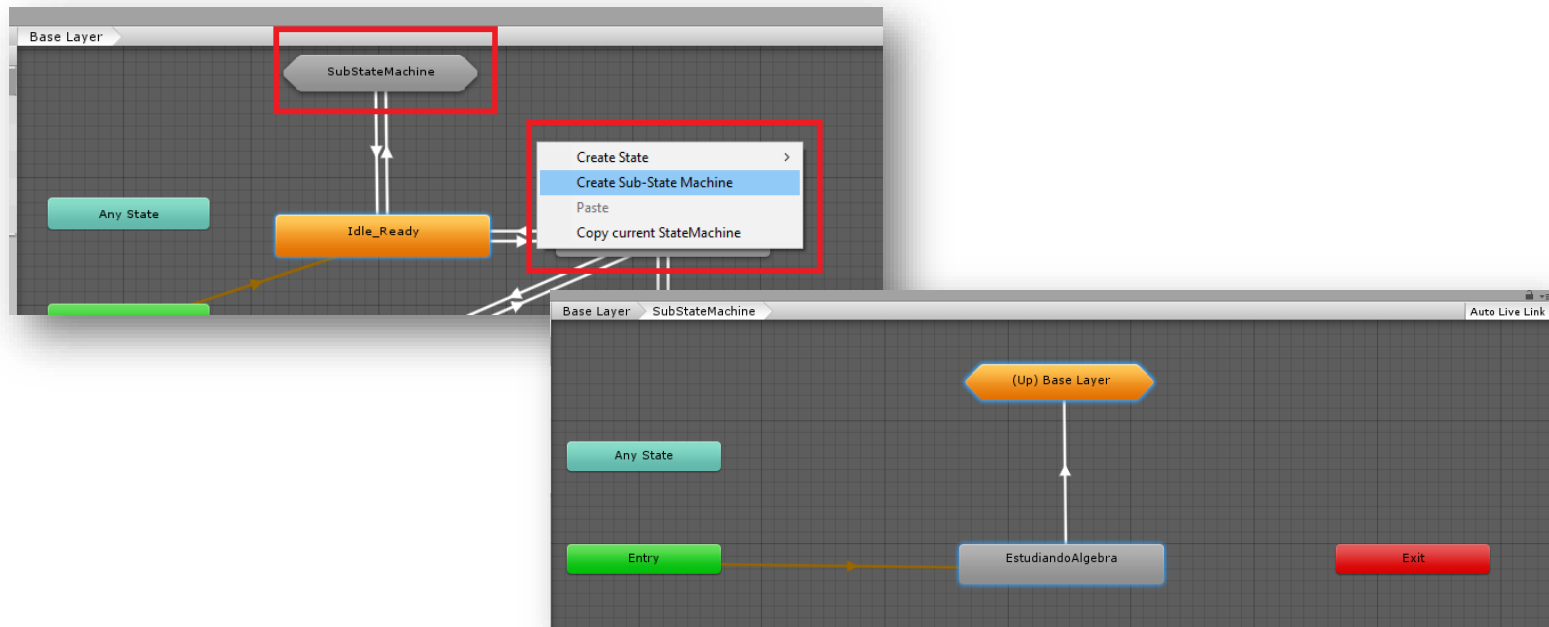 Base Layer
SubStateMachine
Create State
Create Sub-State Machine
Paste
Copy current StateMachine
Any State
Idle_Ready
Base Layer SubStateMachine
Auto Live Link
(Up) Base Layer
Any State
Entry
EstudiandoAlgebra
Exit